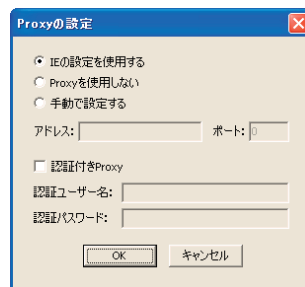 Proxyの設定
IEの設定を使用する
Proxyを使用しない
手動で設定する
アドレス: ポート: 0
認証付きProxy
認証ユーザー名:
認証パスワード:
OK キャンセル